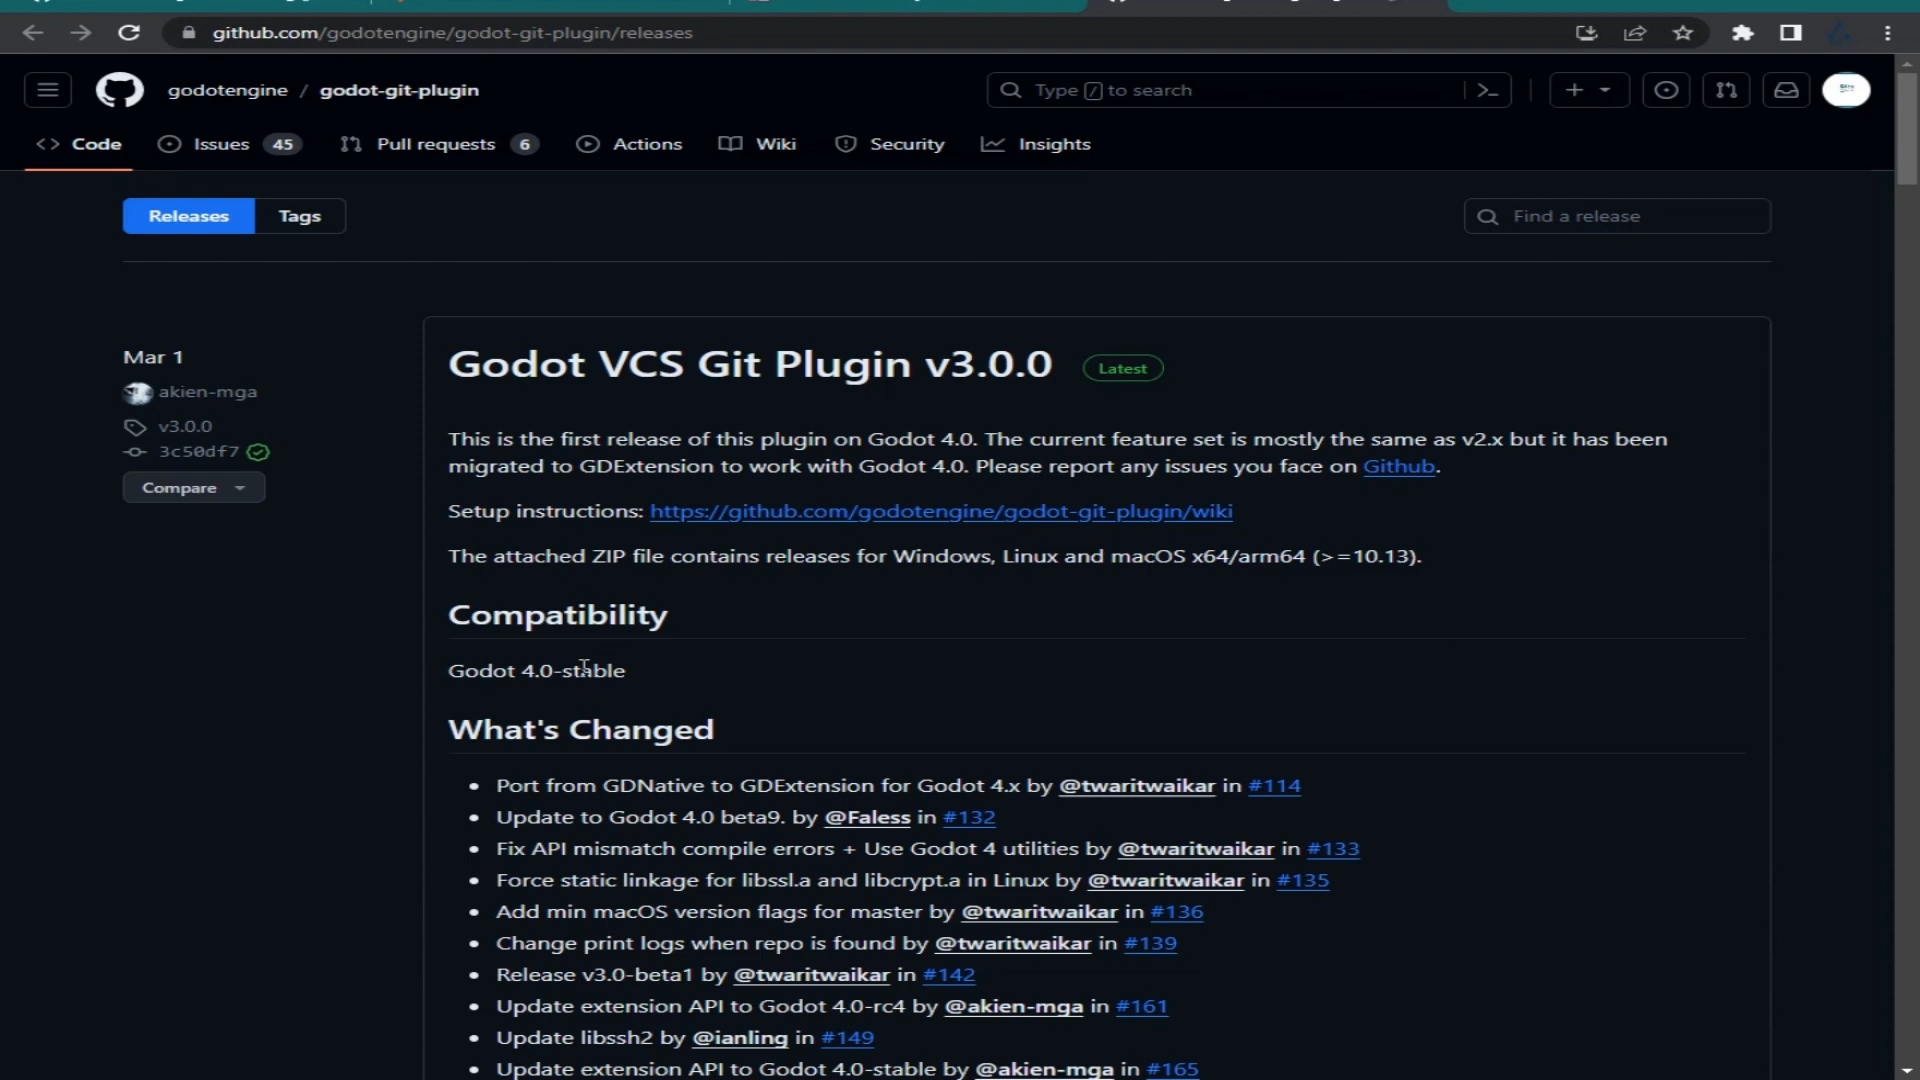 github.com/godotengine/godot-git-plugin/releases
godotengine / godot-git-plugin
Type / to search
Code Issues 45 Pull requests 6 Actions Wiki Security Insights
Releases Tags
Find a release
Mar 1
akien-mga
v3.0.0
3c50df7
Compare
Godot VCS Git Plugin v3.0.0 Latest
This is the first release of this plugin on Godot 4.0. The current feature set is mostly the same as v2.x but it has been
migrated to GDExtension to work with Godot 4.0. Please report any issues you face on Github.
Setup instructions: https://github.com/godotengine/godot-git-plugin/wiki
The attached ZIP file contains releases for Windows, Linux and macOS x64/arm64 (>=10.13).
Compatibility
Godot 4.0-stable
What's Changed
• Port from GDNative to GDExtension for Godot 4.x by @twaritwaikar in #114
• Update to Godot 4.0 beta9. by @Faless in #132
• Fix API mismatch compile errors + Use Godot 4 utilities by @twaritwaikar in #133
• Force static linkage for libssl.a and libcrypt.a in Linux by @twaritwaikar in #135
• Add min macOS version flags for master by @twaritwaikar in #136
• Change print logs when repo is found by @twaritwaikar in #139
• Release v3.0-beta1 by @twaritwaikar in #142
• Update extension API to Godot 4.0-rc4 by @akien-mga in #161
• Update libssh2 by @ianling in #149
• Update extension API to Godot 4.0-stable by @akien-mga in #165